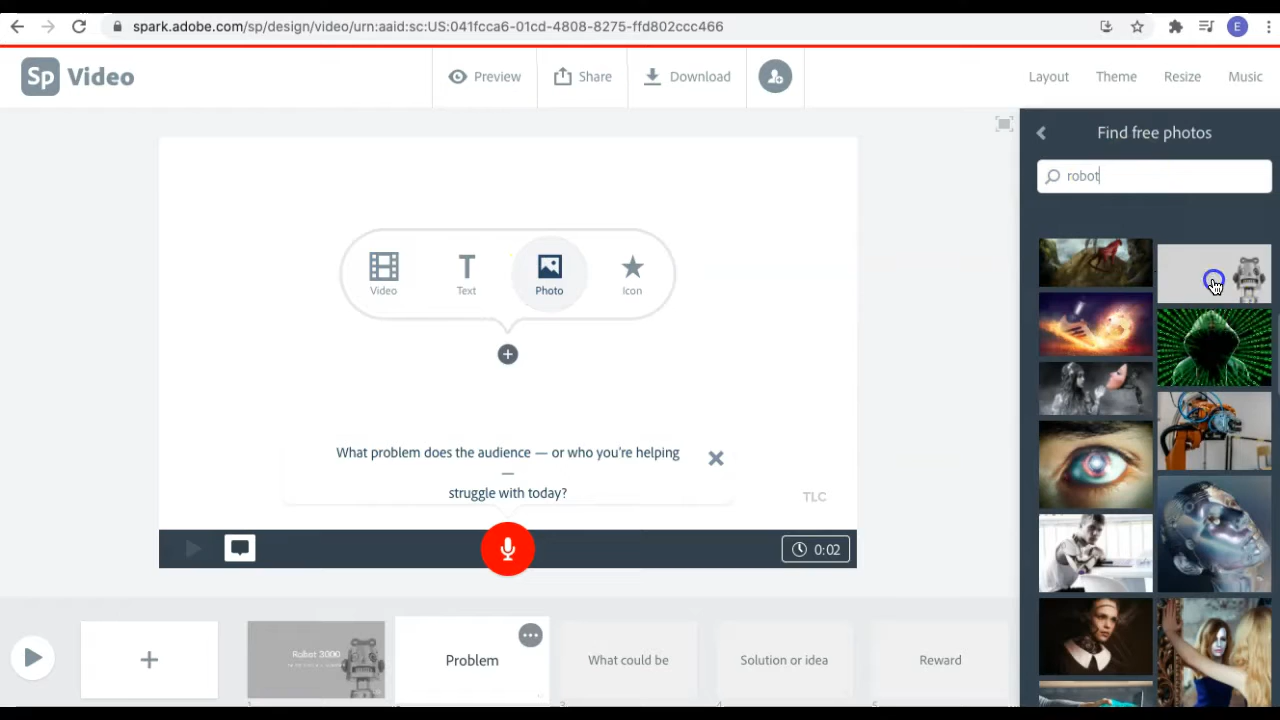 spark.adobe.com/sp/design/video/urn:aaid:sc:US:041fcca6-01cd-4808-8275-ffd802ccc466
E
Sp Video
Preview
Share
Download
Layout
Theme
Resize
Music
Find free photos
robot
Video
Text
Photo
Icon
What problem does the audience — or who you're helping
—
struggle with today?
TLC
0:02
Robot 3000
Problem
What could be
Solution or idea
Reward